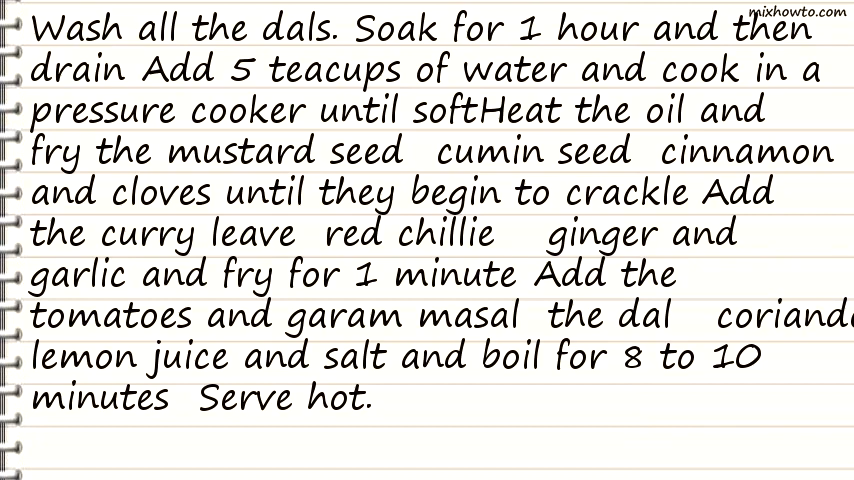 mixhowto.com
Wash all the dals. Soak for 1 hour and then
drain Add 5 teacups of water and cook in a
pressure cooker until softHeat the oil and
fry the mustard seed cumin seed cinnamon
and cloves until they begin to crackle Add
the curry leave red chillie ginger and
garlic and fry for 1 minute Add the
tomatoes and garam masal the dal
lemon juice and salt and boil for 8 to 10
minutes Serve hot.